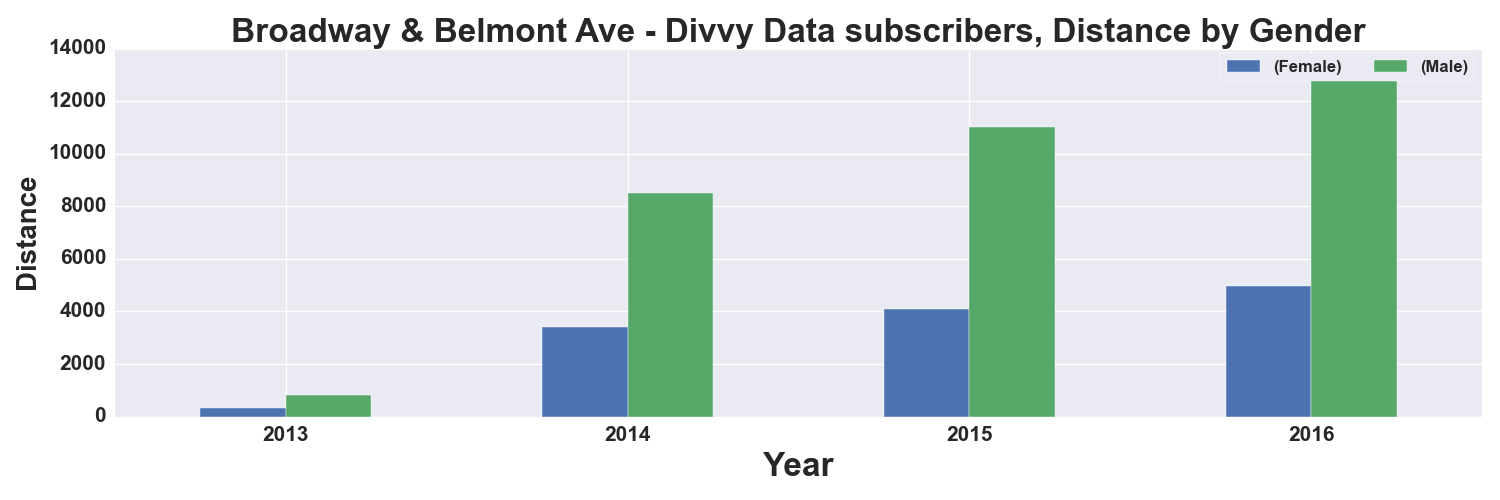 Broadway & Belmont Ave - Divvy Data subscribers, Distance by Gender
14000
12000
10000
8000
6000
4000
2000
0
Distance
(Female) (Male)
2013 2014 2015 2016
Year